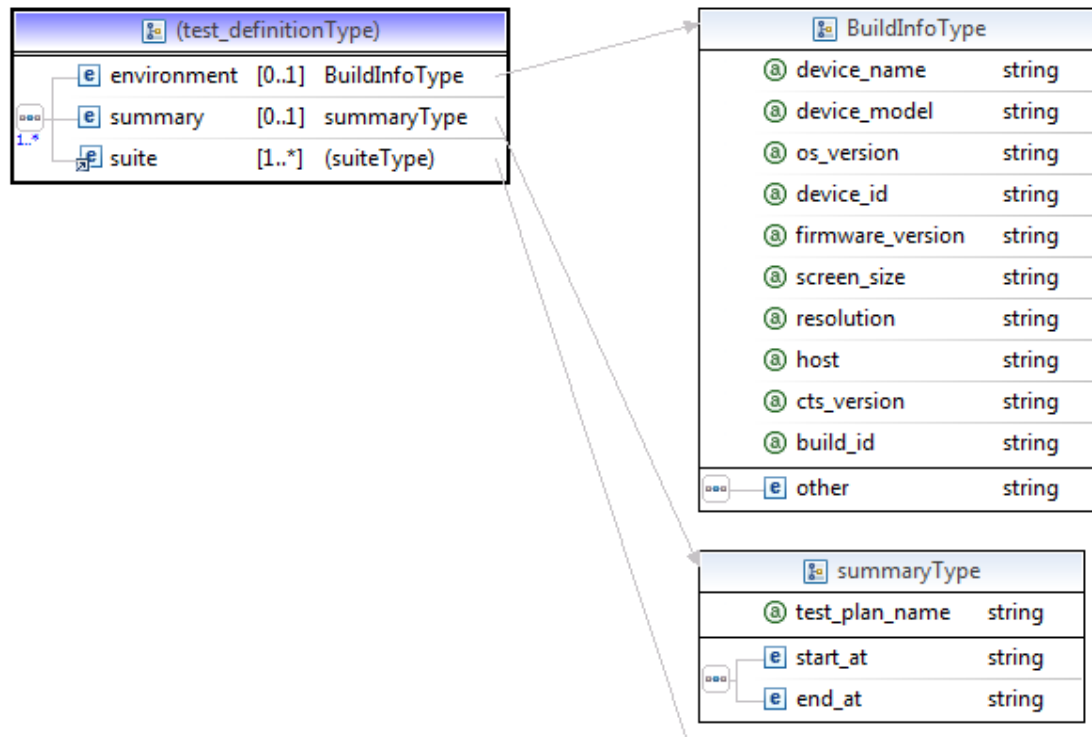 (test_definitionType)
environment [0..1] BuildInfoType
summary [0..1] summaryType
1..*
suite [1..*] (suiteType)
BuildInfoType
device_name string
device_model string
os_version string
device_id string
firmware_version string
screen_size string
resolution string
host string
cts_version string
build_id string
other string
summaryType
test_plan_name string
start_at string
end_at string